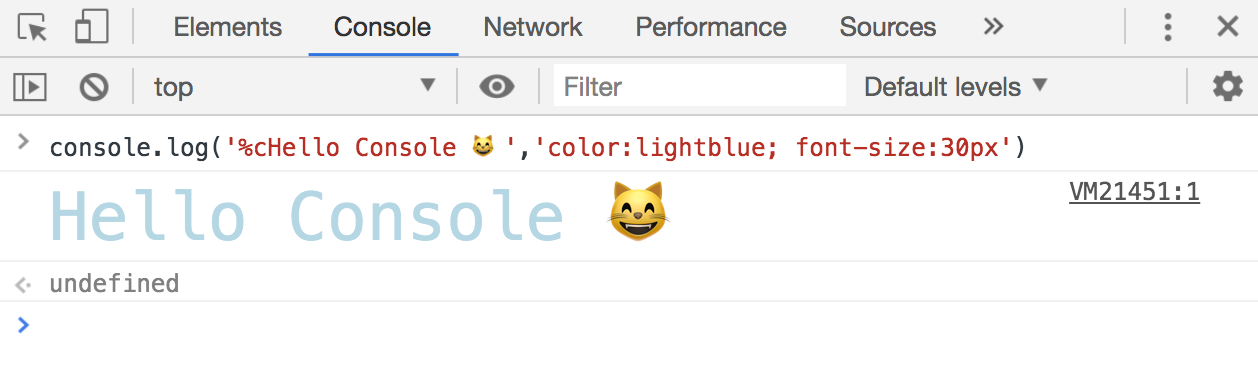 Elements Console Network Performance Sources »
top ▼ Filter Default levels ▼
> console.log('%cHello Console 😸 ','color:lightblue; font-size:30px')
Hello Console 😸 VM21451:1
undefined
>